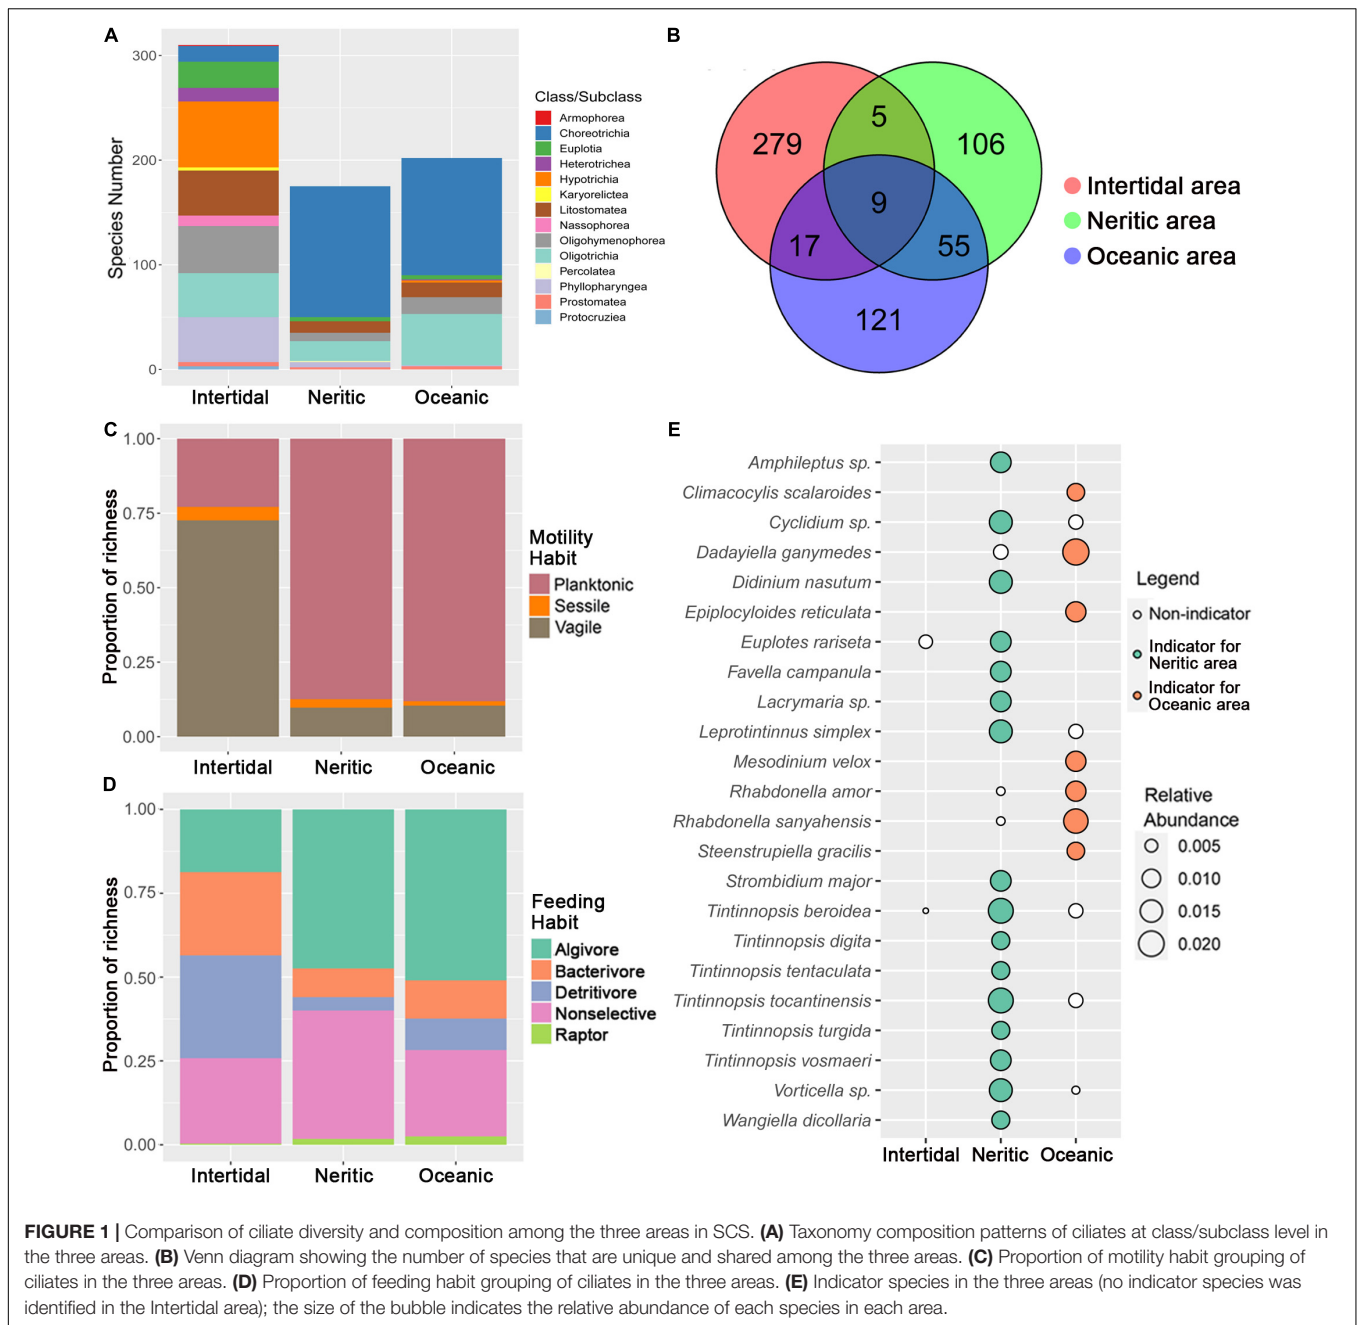 A
300
200
100
0
Species Number
Intertidal
Neritic
Oceanic
Class/Subclass
Armophorea
Choreotrichia
Euplotia
Heterotrichea
Hypotrichia
Karyorelictea
Litostomatea
Nassophorea
Oligohymenophorea
Oligotrichia
Percolatea
Phyllopharyngea
Prostomatea
Protocruziea
B
279
5
106
9
17
55
121
Intertidal area
Neritic area
Oceanic area
C
1.00
0.75
0.50
0.25
0.00
Proportion of richness
Intertidal
Neritic
Oceanic
Motility
Habit
Planktonic
Sessile
Vagile
D
1.00
0.75
0.50
0.25
0.00
Proportion of richness
Intertidal
Neritic
Oceanic
Feeding
Habit
Algivore
Bacterivore
Detritivore
Nonselective
Raptor
E
Amphileptus sp.
Climacocylis scalaroides
Cyclidium sp.
Dadayiella ganymedes
Didinium nasutum
Epiplocyloides reticulata
Euplotes rariseta
Favella campanula
Lacrymaria sp.
Leprotintinnus simplex
Mesodinium velox
Rhabdonella amor
Rhabdonella sanyahensis
Steenstrupiella gracilis
Strombidium major
Tintinnopsis beroidea
Tintinnopsis digita
Tintinnopsis tentaculata
Tintinnopsis tocantinensis
Tintinnopsis turgida
Tintinnopsis vosmaeri
Vorticella sp.
Wangiella dicollaria
Intertidal
Neritic
Oceanic
Legend
Non-indicator
Indicator for
Neritic area
Indicator for
Oceanic area
Relative
Abundance
0.005
0.010
0.015
0.020
FIGURE 1 | Comparison of ciliate diversity and composition among the three areas in SCS. (A) Taxonomy composition patterns of ciliates at class/subclass level in
the three areas. (B) Venn diagram showing the number of species that are unique and shared among the three areas. (C) Proportion of motility habit grouping of
ciliates in the three areas. (D) Proportion of feeding habit grouping of ciliates in the three areas. (E) Indicator species in the three areas (no indicator species was
identified in the Intertidal area); the size of the bubble indicates the relative abundance of each species in each area.